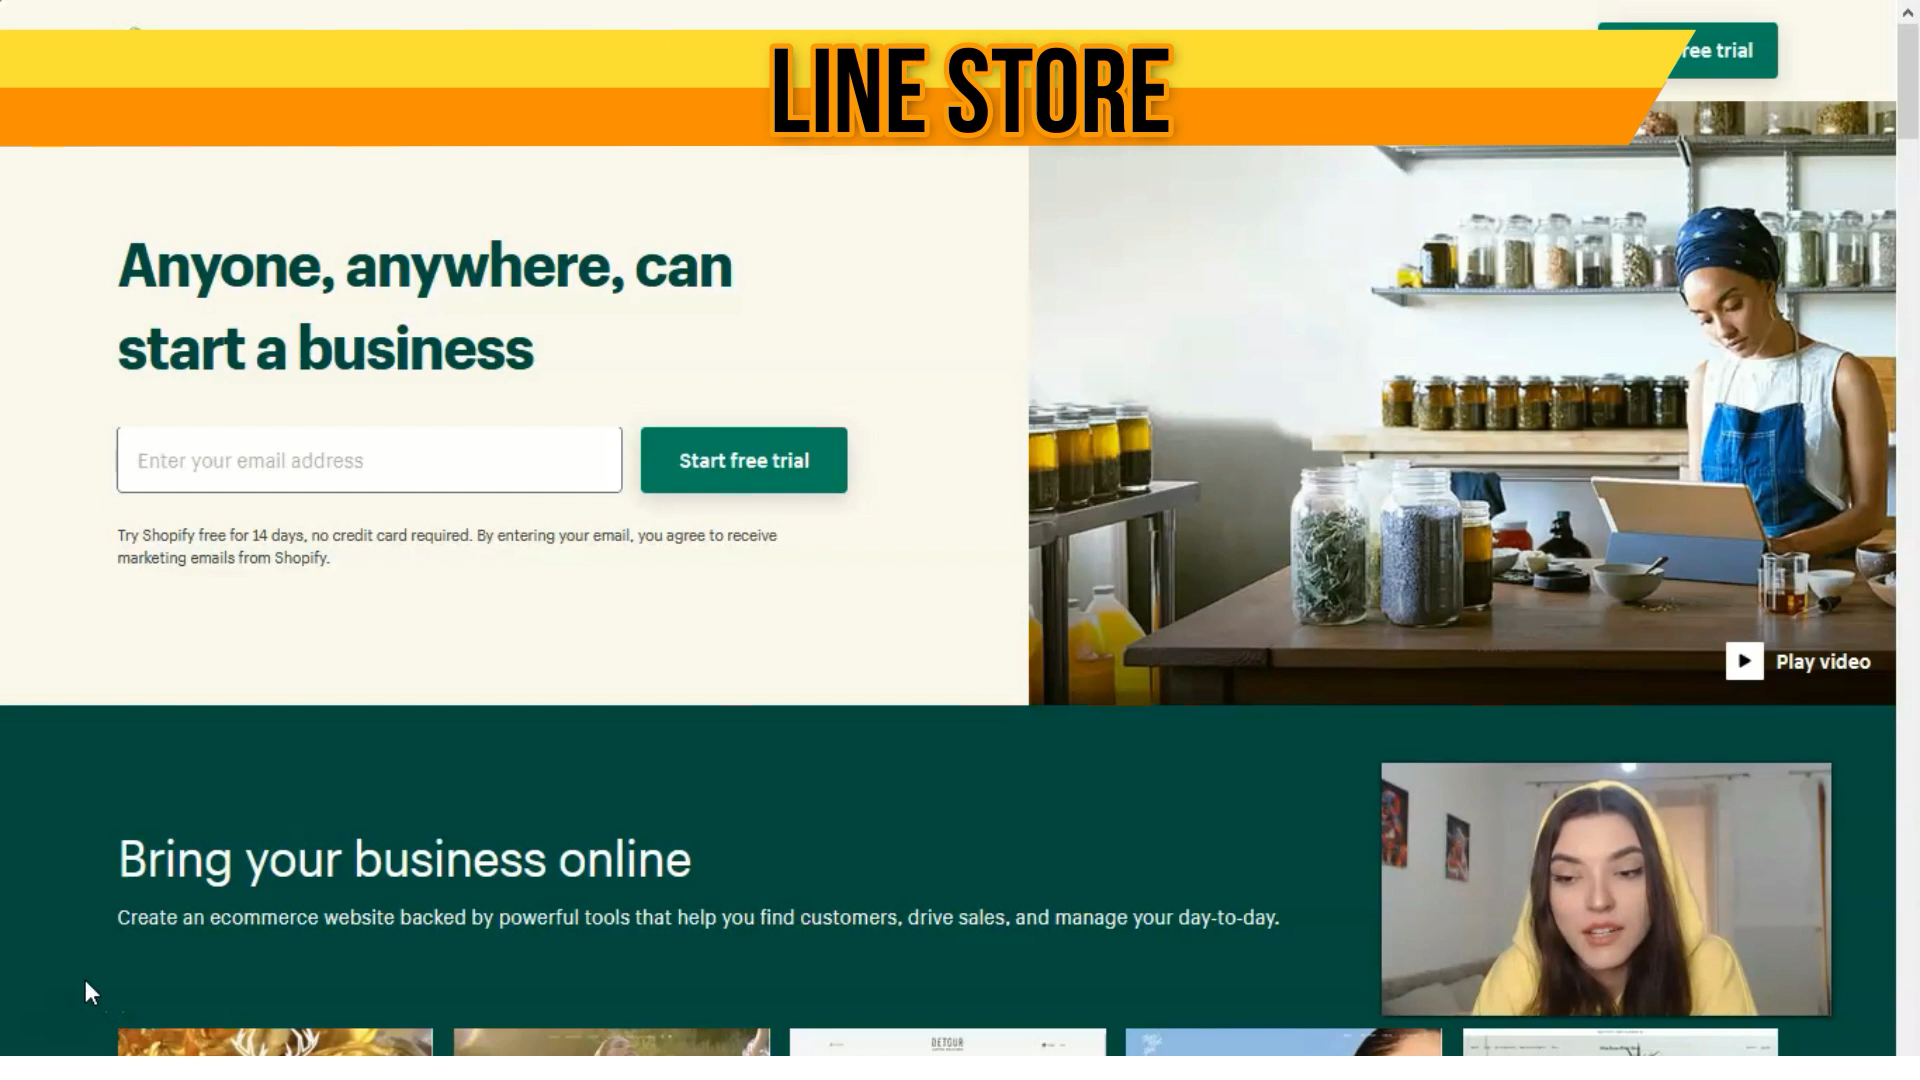 LINE STORE
ree trial
Anyone, anywhere, can
start a business
Enter your email address
Start free trial
Try Shopify free for 14 days, no credit card required. By entering your email, you agree to receive
marketing emails from Shopify.
Play video
Bring your business online
Create an ecommerce website backed by powerful tools that help you find customers, drive sales, and manage your day-to-day.
DETOUR